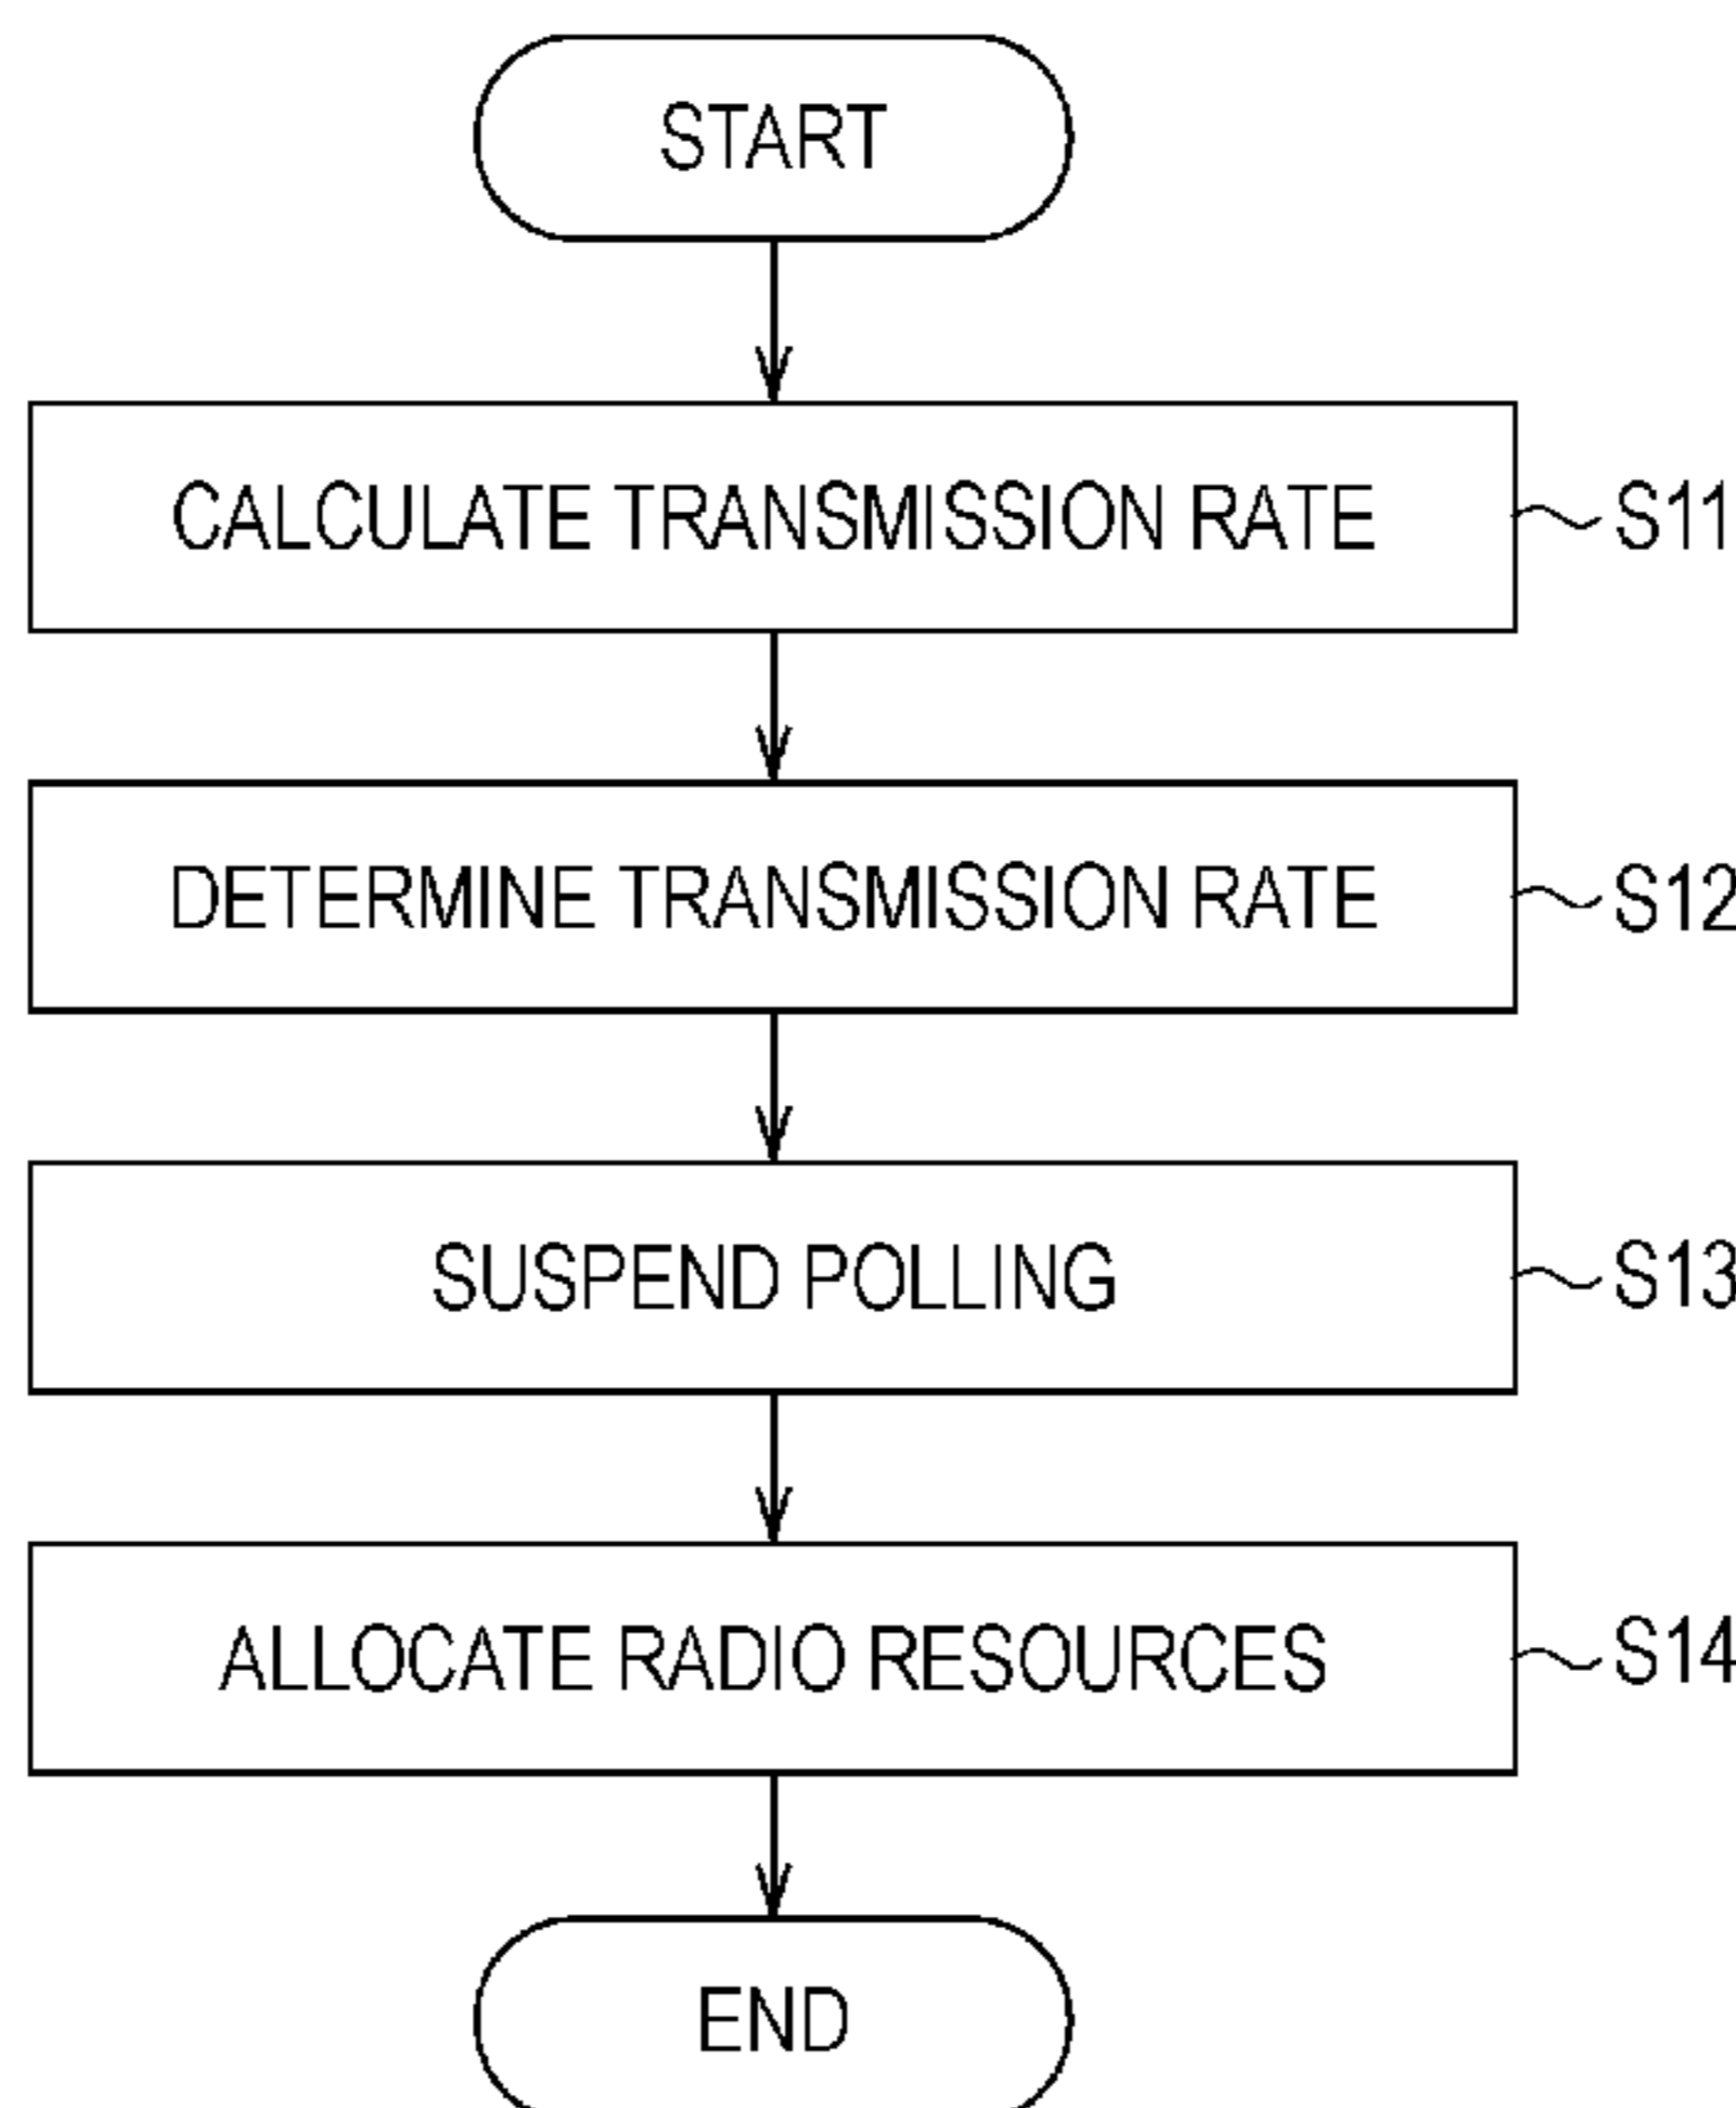 START
CALCULATE TRANSMISSION RATE
S11
DETERMINE TRANSMISSION RATE
S12
SUSPEND POLLING
S13
ALLOCATE RADIO RESOURCES
S14
END